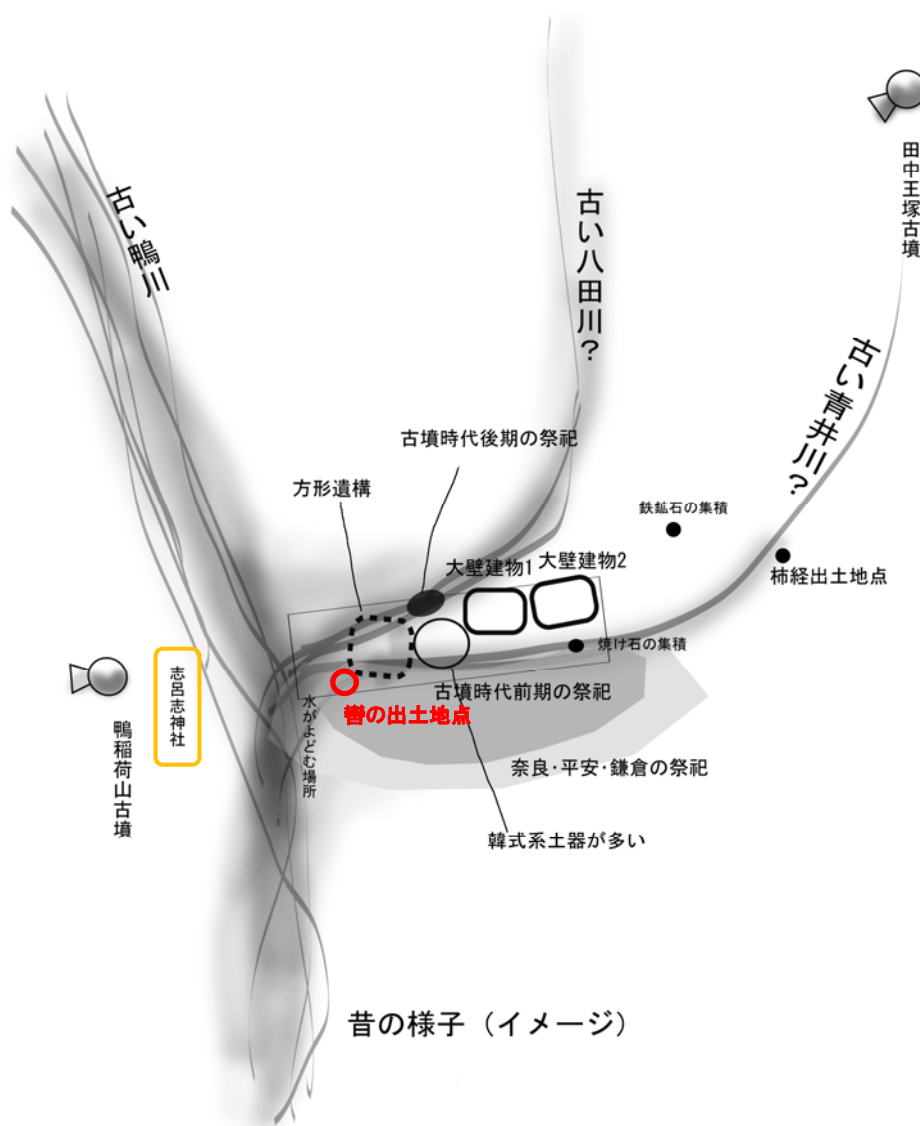 田中王塚古墳
古い鴨川
古い八田川?
古い青井川?
古墳時代後期の祭祀
方形遺構
鉄鉱石の集積
大壁建物1
大壁建物2
柿経出土地点
焼け石の集積
志呂志神社
古墳時代前期の祭祀
水がよどむ場所
轡の出土地点
鴨稲荷山古墳
奈良・平安・鎌倉の祭祀
韓式系土器が多い
昔の様子(イメージ)